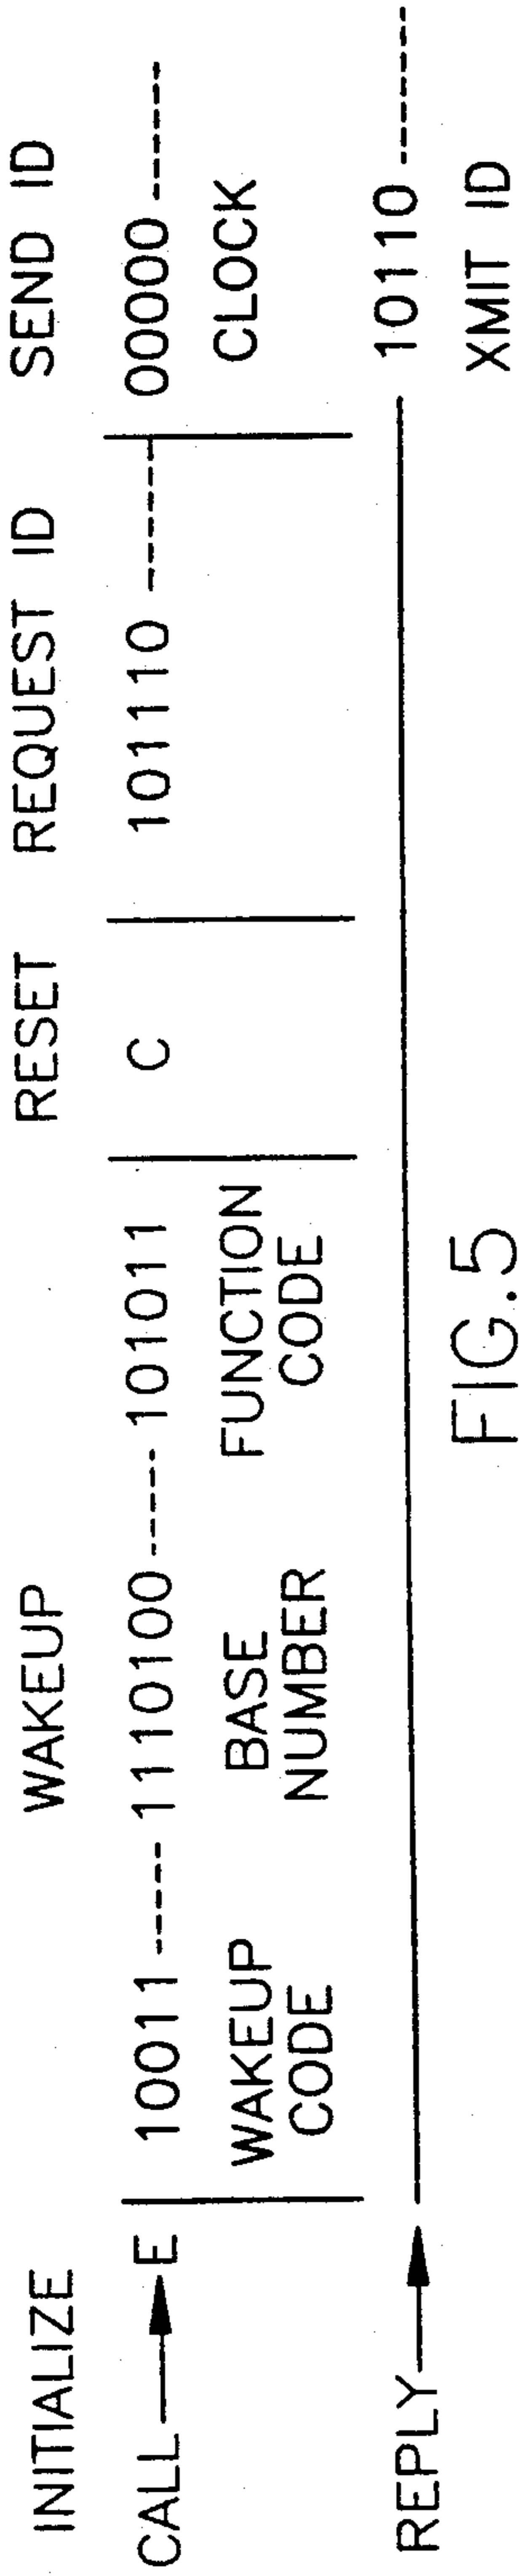 INITIALIZE WAKEUP RESET REQUEST ID SEND ID
CALL E 10011 ----- 1110100 ----- 101011 C 101110 ------- 00000 ------
WAKEUP CODE BASE NUMBER FUNCTION CODE CLOCK
REPLY 10110 ------
XMIT ID
FIG. 5